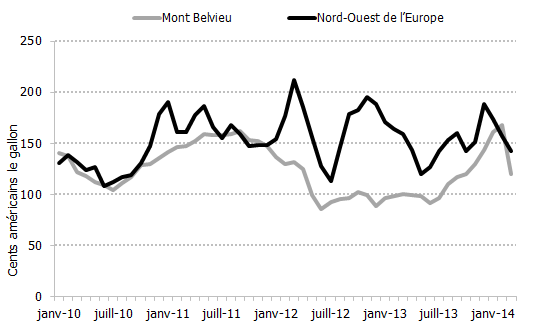 Mont Belvieu
Nord-Ouest de l'Europe
Cents américains le gallon
250
200
150
100
50
0
janv-10
juill-10
janv-11
juill-11
janv-12
juill-12
janv-13
juill-13
janv-14